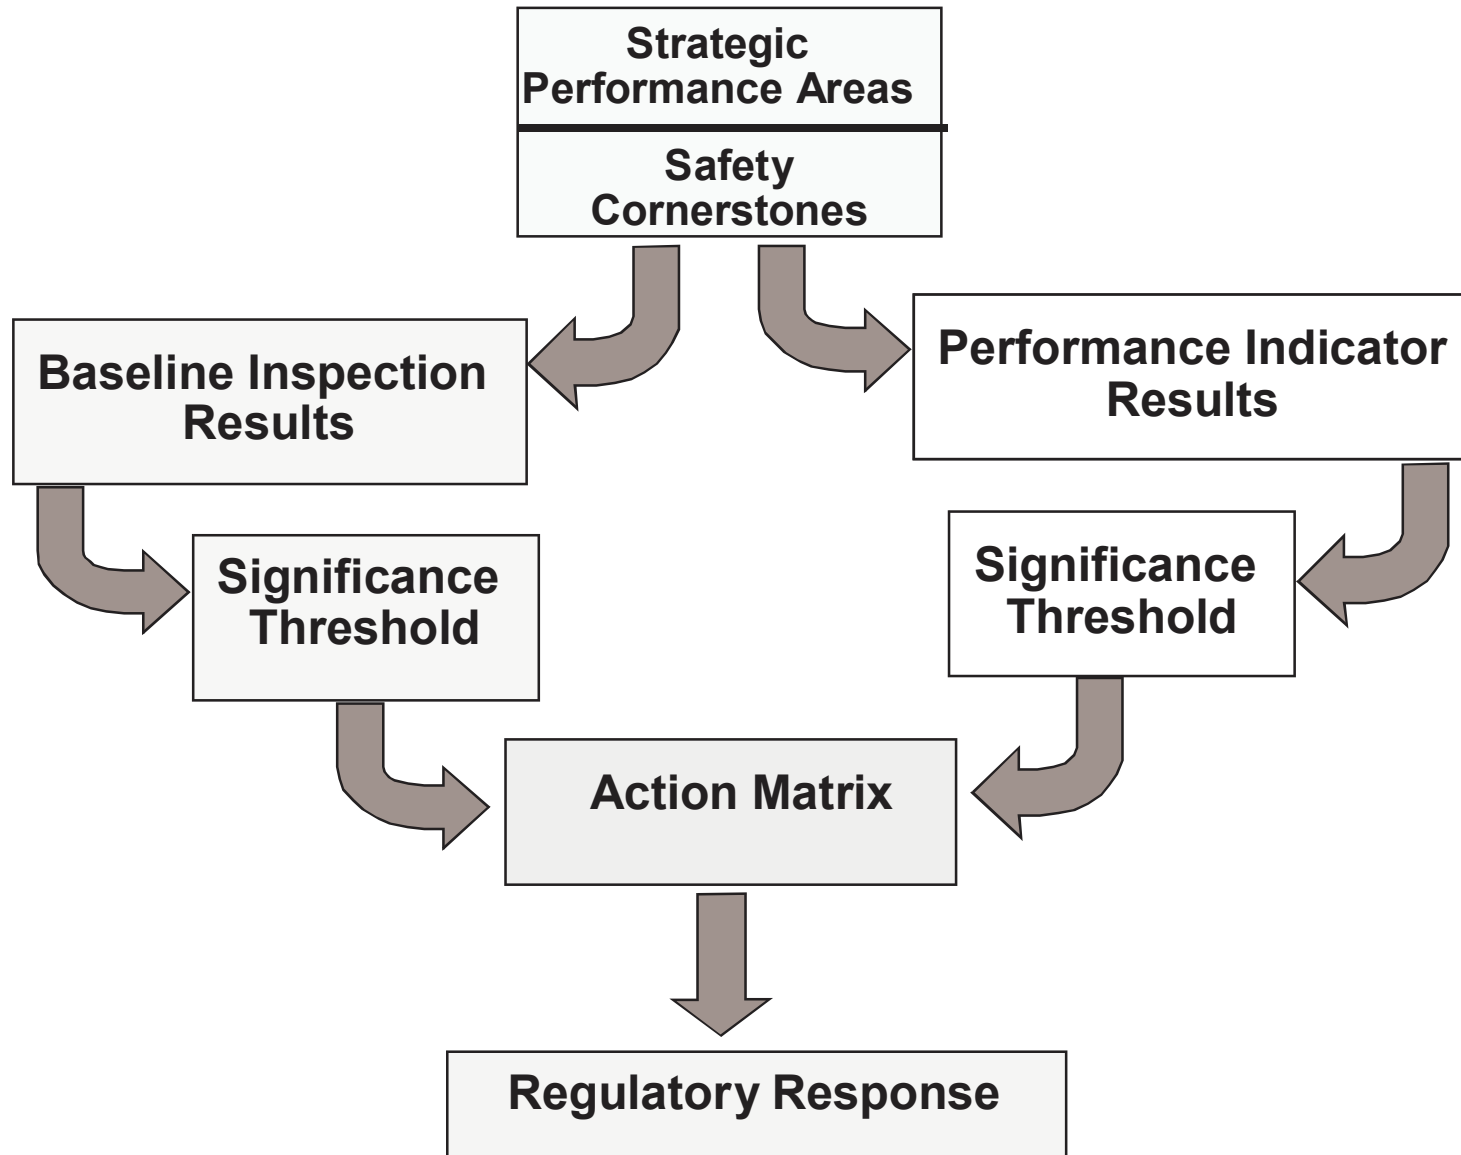 Strategic
Performance Areas
Safety
Cornerstones
Baseline Inspection
Results
Performance Indicator
Results
Significance
Threshold
Significance
Threshold
Action Matrix
Regulatory Response